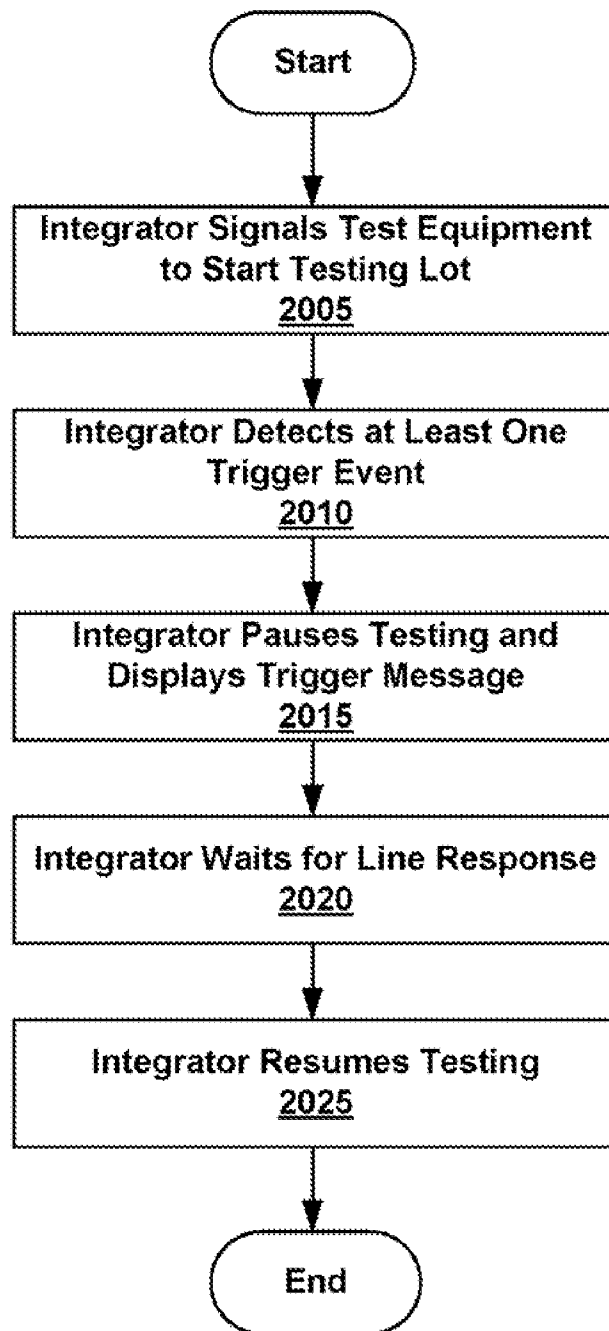 Start
Integrator Signals Test Equipment
to Start Testing Lot
2005
Integrator Detects at Least One
Trigger Event
2010
Integrator Pauses Testing and
Displays Trigger Message
2015
Integrator Waits for Line Response
2020
Integrator Resumes Testing
2025
End